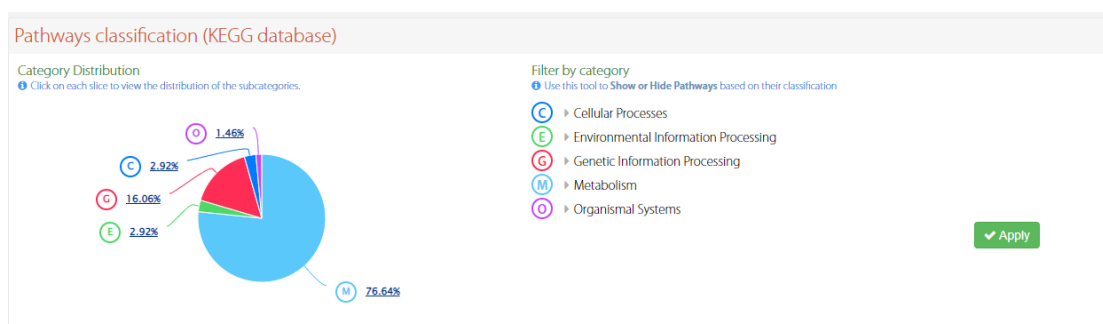 Pathways classification (KEGG database)
Category Distribution
Click on each slice to view the distribution of the subcategories.
O 1.46%
C 2.92%
G 16.06%
E 2.92%
M 76.64%
Filter by category
Use this tool to Show or Hide Pathways based on their classification
C Cellular Processes
E Environmental Information Processing
G Genetic Information Processing
M Metabolism
O Organismal Systems
Apply